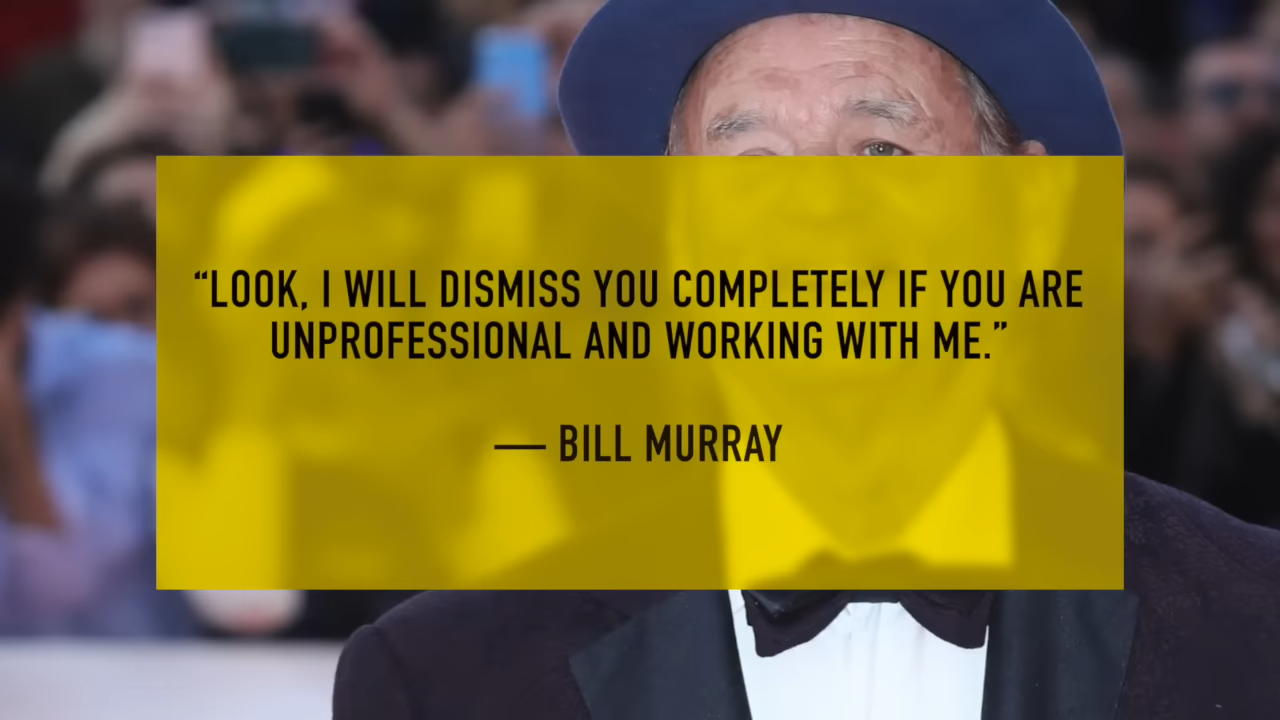 “LOOK, I WILL DISMISS YOU COMPLETELY IF YOU ARE
UNPROFESSIONAL AND WORKING WITH ME.”
— BILL MURRAY